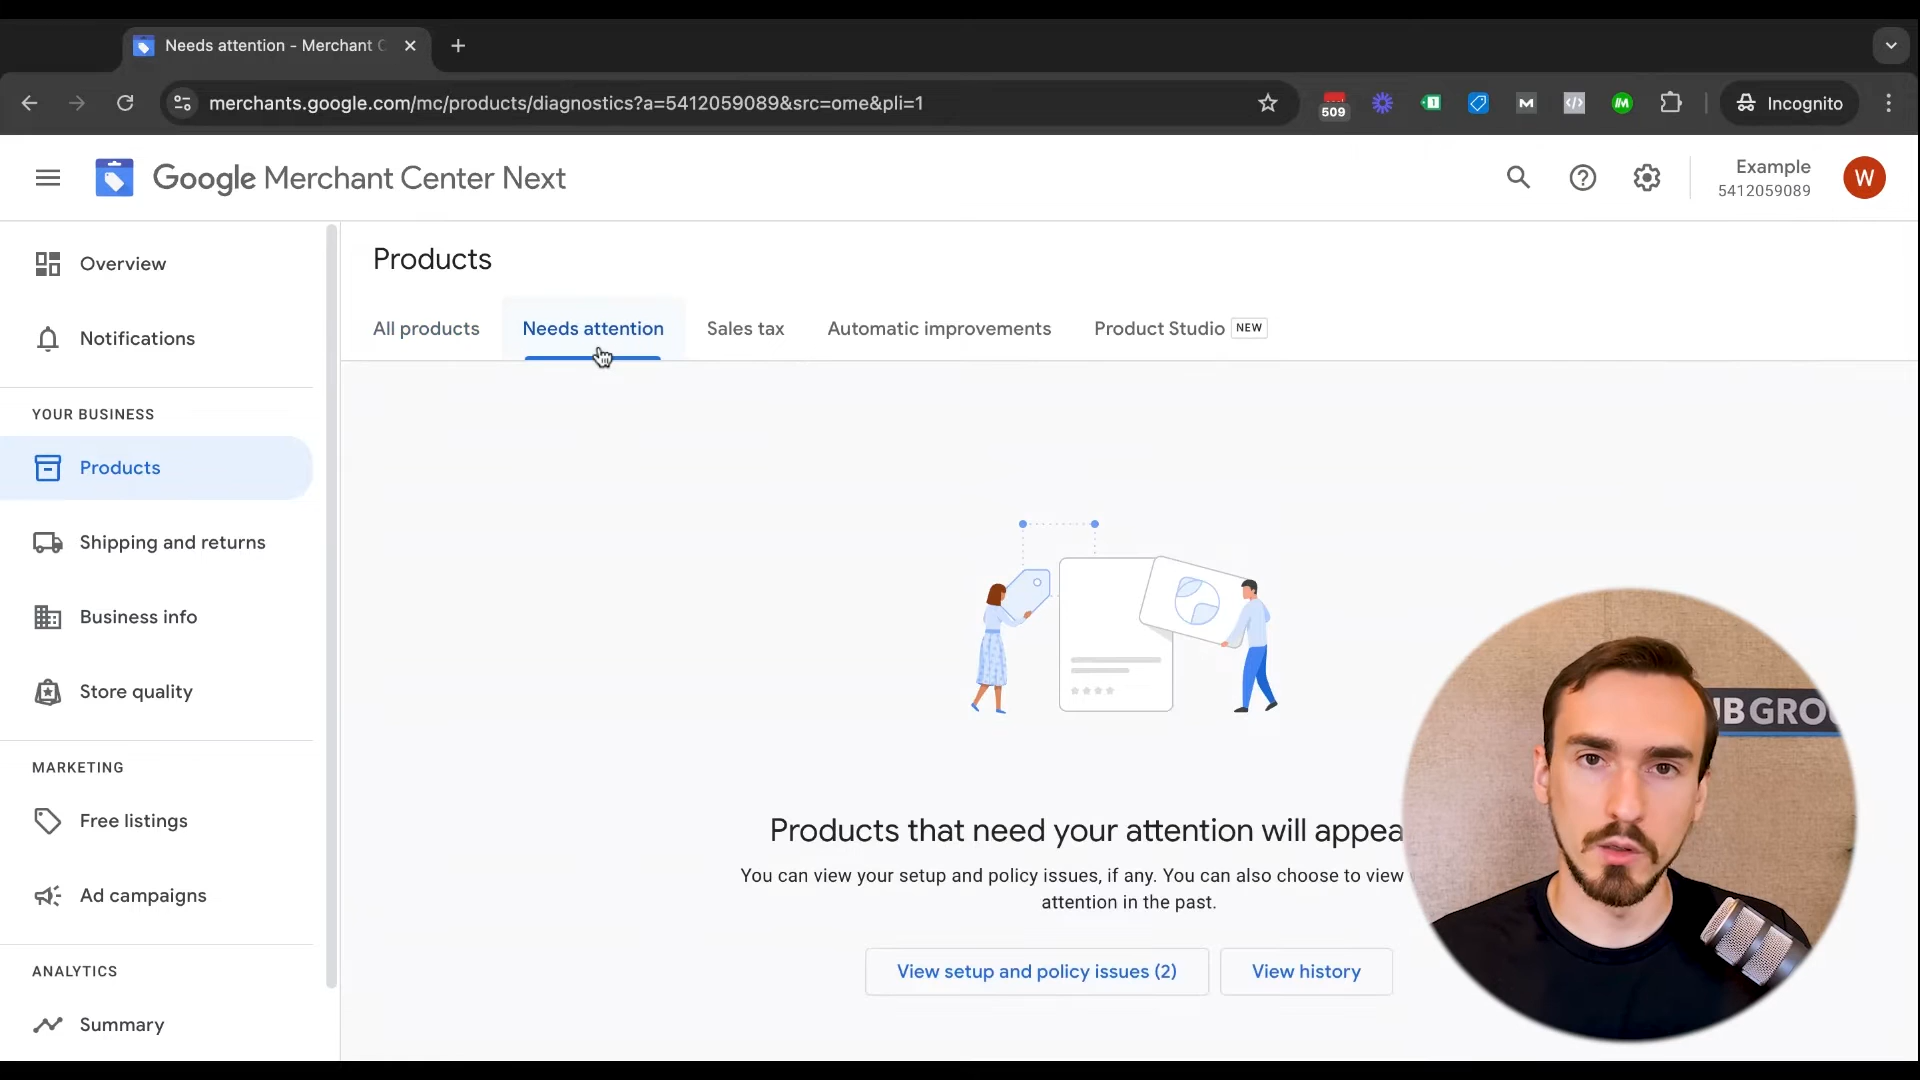 Needs attention - Merchant C
merchants.google.com/mc/products/diagnostics?a=5412059089&src=ome&pli=1
509
1
M
Incognito
Google Merchant Center Next
Example
5412059089
W
Overview
Notifications
YOUR BUSINESS
Products
Shipping and returns
Business info
Store quality
MARKETING
Free listings
Ad campaigns
ANALYTICS
Summary
Products
All products
Needs attention
Sales tax
Automatic improvements
Product Studio NEW
Products that need your attention will appea
You can view your setup and policy issues, if any. You can also choose to view
attention in the past.
View setup and policy issues (2)
View history
UB GRO